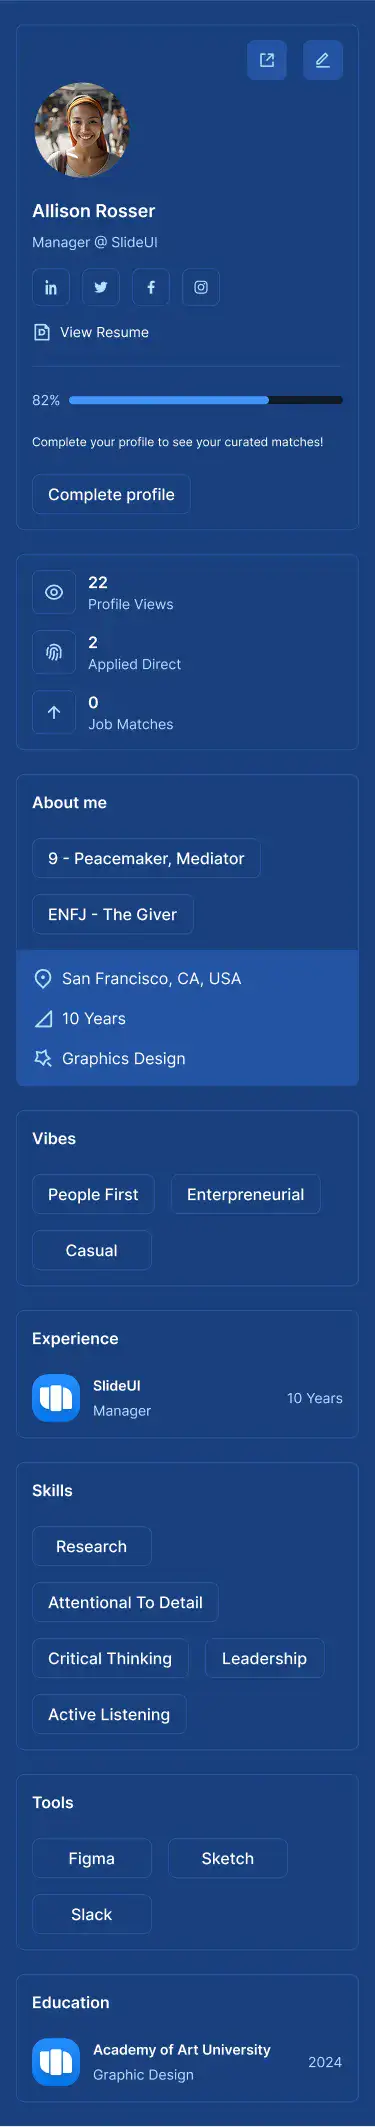 Allison Rosser
Manager @ SlideUI
in
View Resume
82%
Complete your profile to see your curated matches!
Complete profile
22
Profile Views
2
Applied Direct
0
Job Matches
About me
9 - Peacemaker, Mediator
ENFJ - The Giver
San Francisco, CA, USA
10 Years
Graphics Design
Vibes
People First Enterpreneurial
Casual
Experience
SlideUI
Manager
10 Years
Skills
Research
Attentional To Detail
Critical Thinking Leadership
Active Listening
Tools
Figma Sketch
Slack
Education
Academy of Art University
Graphic Design
2024